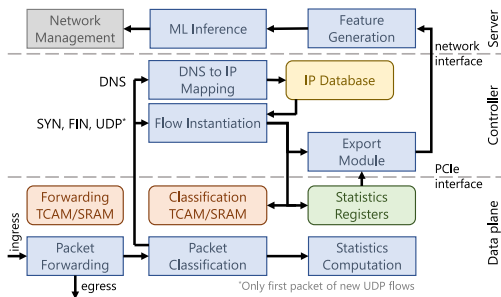 Network
Management
ML Inference
Feature
Generation
Server
network
interface
DNS
DNS to IP
Mapping
IP Database
SYN, FIN, UDP*
Flow Instantiation
Export
Module
Controller
PCIe
interface
Forwarding
TCAM/SRAM
Classification
TCAM/SRAM
Statistics
Registers
Data plane
ingress
Packet
Forwarding
Packet
Classification
Statistics
Computation
egress
*Only first packet of new UDP flows